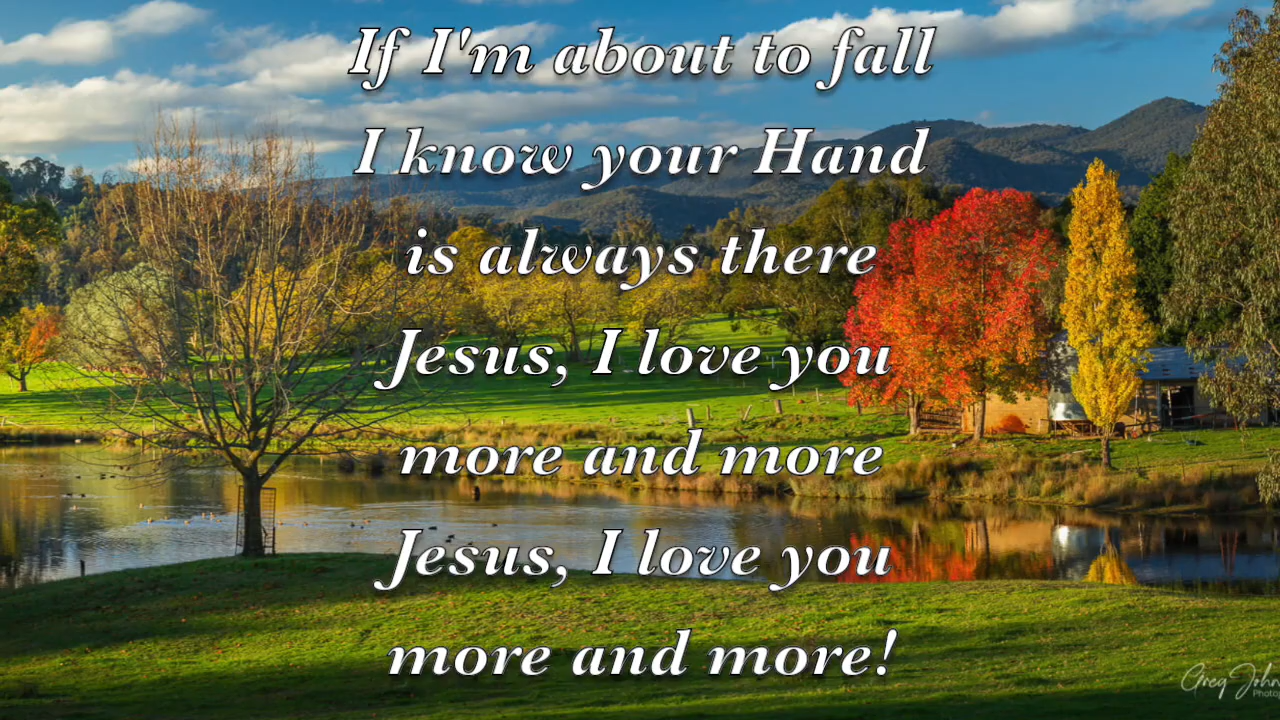 If I'm about to fall
I know your Hand
is always there
Jesus, I love you
more and more
Jesus, I love you
more and more!
Greg